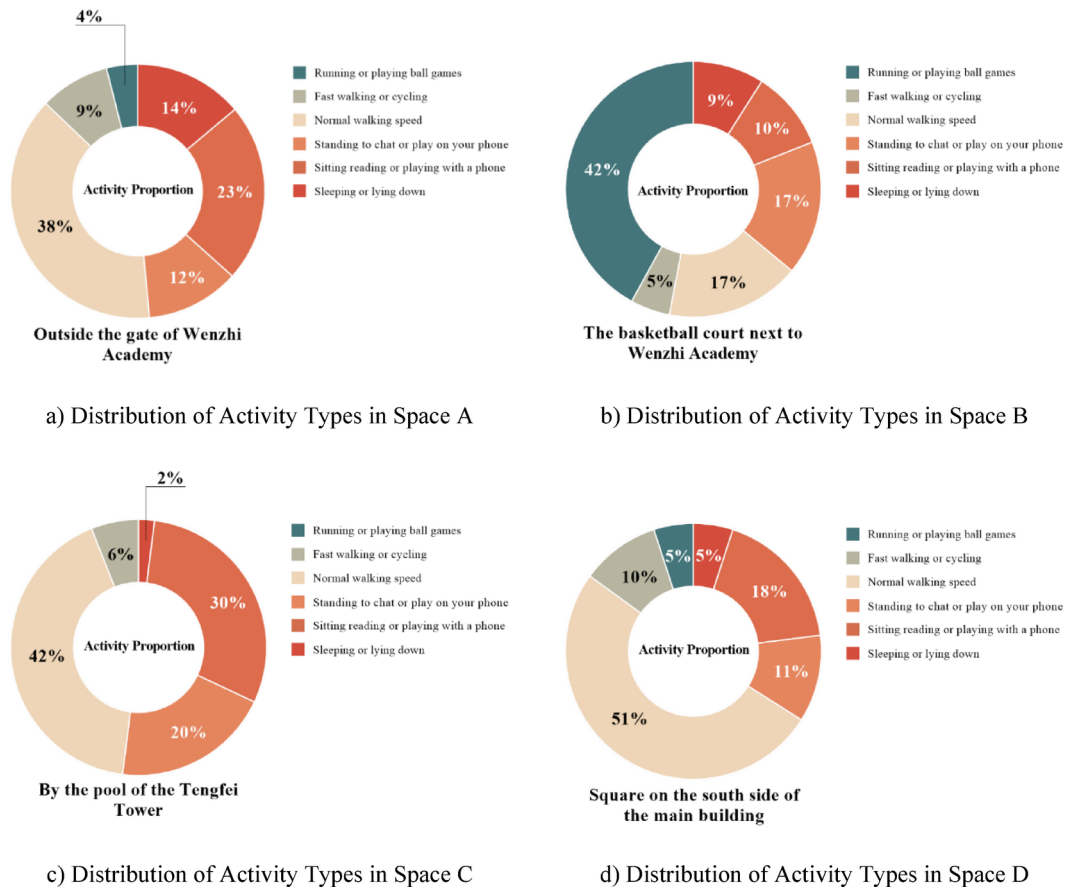 4%
14%
9%
23%
38%
12%
Activity Proportion
Running or playing ball games
Fast walking or cycling
Normal walking speed
Standing to chat or play on your phone
Sitting reading or playing with a phone
Sleeping or lying down
Outside the gate of Wenzhi
Academy
a) Distribution of Activity Types in Space A
9%
10%
42%
17%
5%
17%
Activity Proportion
Running or playing ball games
Fast walking or cycling
Normal walking speed
Standing to chat or play on your phone
Sitting reading or playing with a phone
Sleeping or lying down
The basketball court next to
Wenzhi Academy
b) Distribution of Activity Types in Space B
2%
6%
30%
42%
20%
Activity Proportion
Running or playing ball games
Fast walking or cycling
Normal walking speed
Standing to chat or play on your phone
Sitting reading or playing with a phone
Sleeping or lying down
By the pool of the Tengfei
Tower
c) Distribution of Activity Types in Space C
5%
5%
10%
18%
11%
51%
Activity Proportion
Running or playing ball games
Fast walking or cycling
Normal walking speed
Standing to chat or play on your phone
Sitting reading or playing with a phone
Sleeping or lying down
Square on the south side of
the main building
d) Distribution of Activity Types in Space D